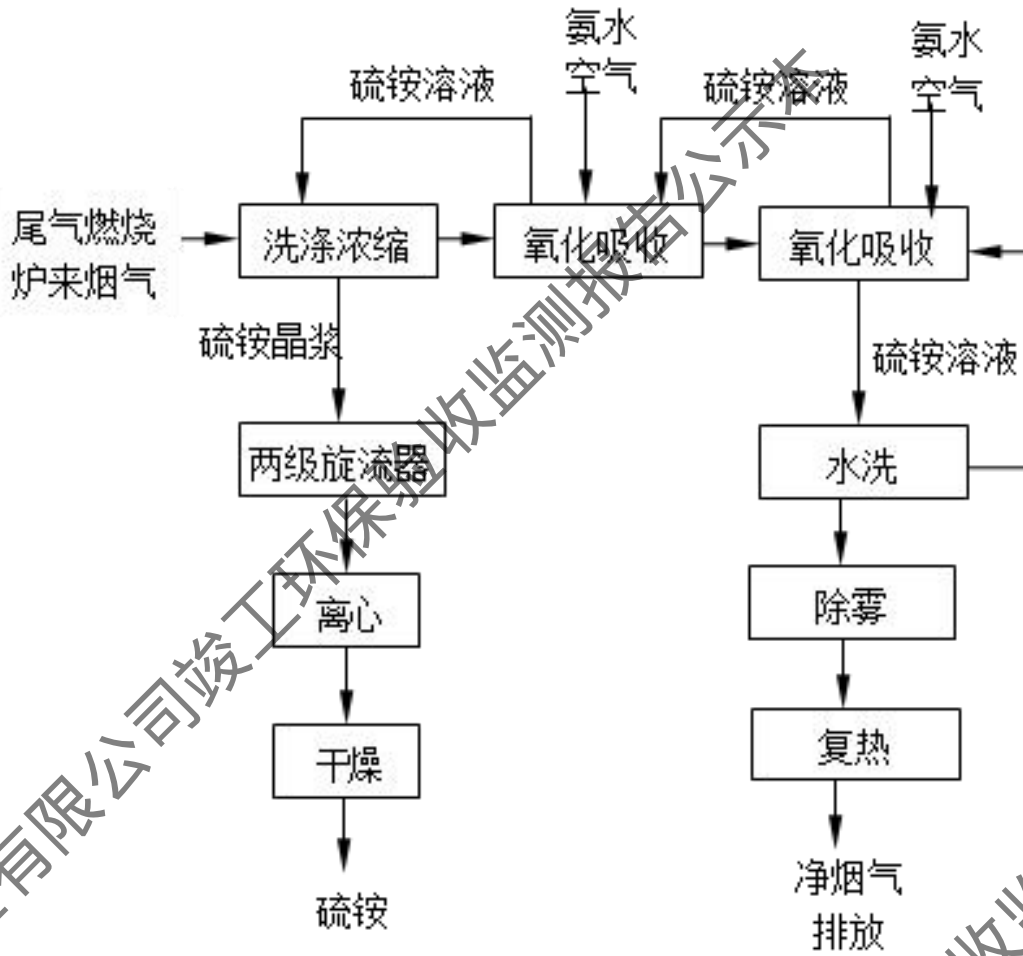 氨水
空气
氨水
空气
硫铵溶液
硫铵溶液
尾气燃烧
炉来烟气
洗涤浓缩
氧化吸收
氧化吸收
硫铵晶浆
硫铵溶液
两级旋流器
水洗
离心
除雾
干燥
复热
硫铵
净烟气
排放
有限公司竣工环保验收监测报告公示本
收监